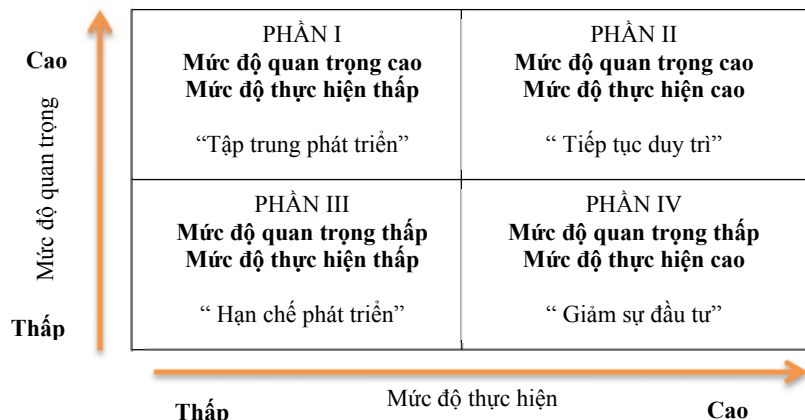 Cao
Mức độ quan trọng
Thấp
PHẦN I
Mức độ quan trọng cao
Mức độ thực hiện thấp
“Tập trung phát triển”
PHẦN II
Mức độ quan trọng cao
Mức độ thực hiện cao
“ Tiếp tục duy trì”
PHẦN III
Mức độ quan trọng thấp
Mức độ thực hiện thấp
“ Hạn chế phát triển”
PHẦN IV
Mức độ quan trọng thấp
Mức độ thực hiện cao
“ Giảm sự đầu tư”
Thấp
Mức độ thực hiện
Cao